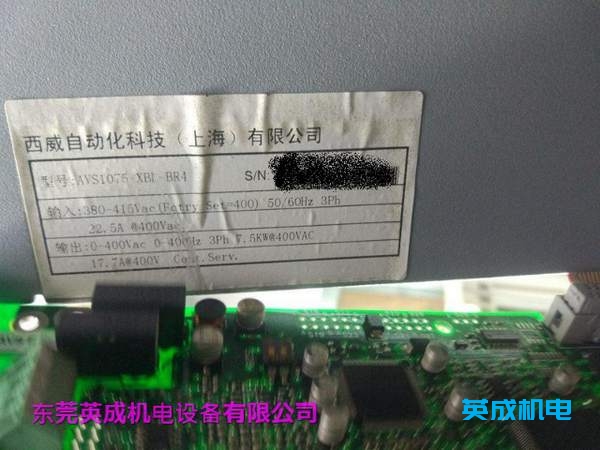 西威自动化科技（上海）有限公司
型号:AVS1075-XBL-BR4 S/N:
输入:380-415Vac(Fctry Set=400) 50/60Hz 3Ph
22.5A @400Vac.
输出:0-400Vac 0-400Hz 3Ph 7.5KW@400VAC
17.7A@400V Cont.Serv.
东莞英成机电设备有限公司
英成机电